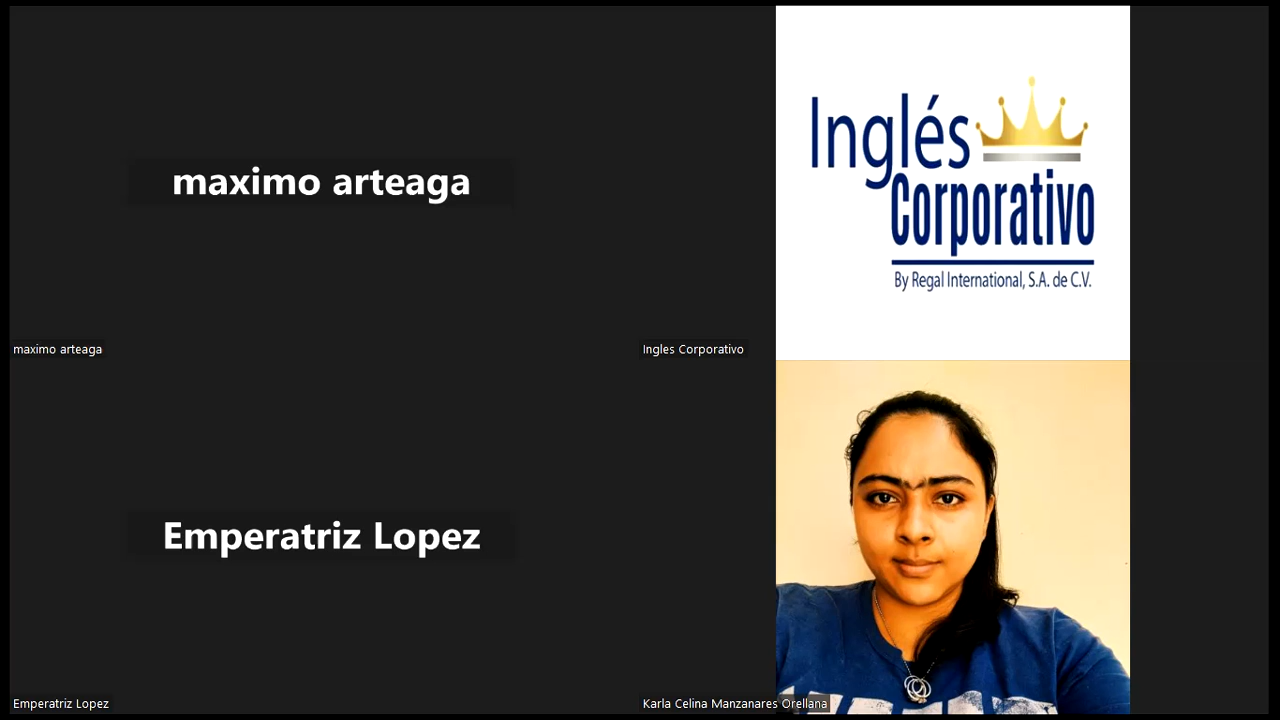 maximo arteaga
maximo arteaga
Inglés
Corporativo
By Regal International, S.A. de C.V.
Ingles Corporativo
Emperatriz Lopez
Emperatriz Lopez
Karla Celina Manzanares Orellana